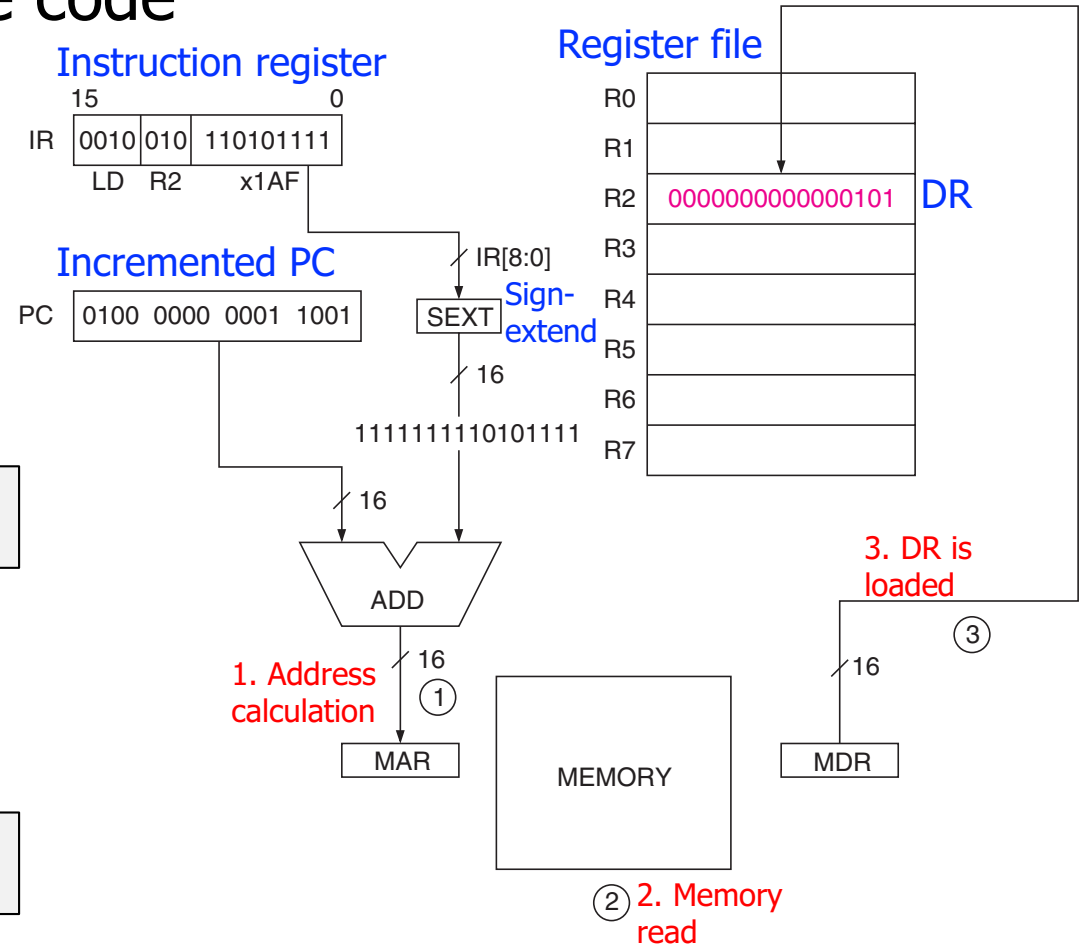 e code
Instruction register
15 0
IR 0010 010 110101111
LD R2 x1AF
IR[8:0]
Incremented PC
PC 0100 0000 0001 1001
SEXT
Sign-
extend
16
1111111110101111
16
ADD
16
1. Address
calculation
1
MAR
MEMORY
2
2. Memory
read
Register file
R0
R1
R2 0000000000000101 DR
R3
R4
R5
R6
R7
3. DR is
loaded
3
16
MDR